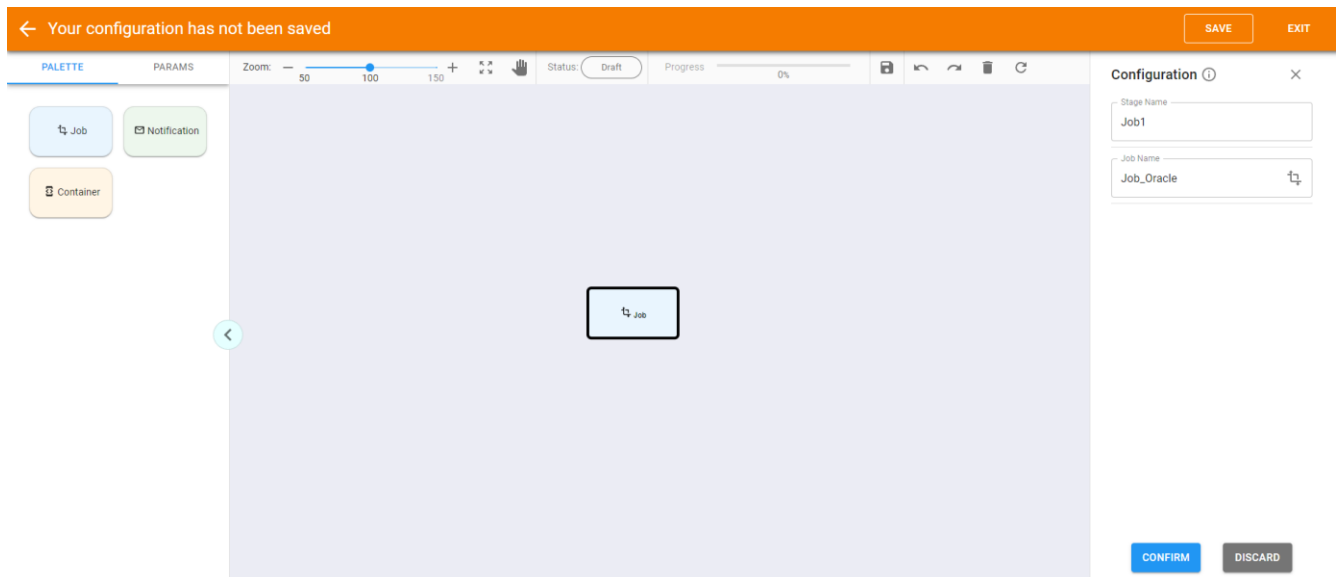 Your configuration has not been saved
SAVE
EXIT
PALETTE
PARAMS
Zoom:
50
100
150
Status:
Draft
Progress
0%
Job
Notification
Container
Job
Configuration
Stage Name
Job1
Job Name
Job_Oracle
CONFIRM
DISCARD